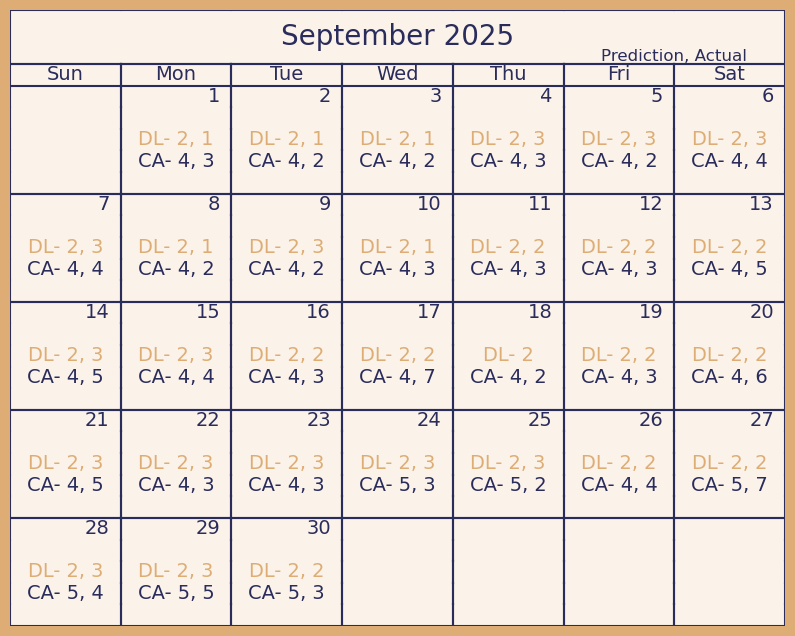 September 2025
Prediction, Actual
Sun Mon Tue Wed Thu Fri Sat
1 2 3 4 5 6
DL- 2, 1 DL- 2, 1 DL- 2, 1 DL- 2, 3 DL- 2, 3 DL- 2, 3
CA- 4, 3 CA- 4, 2 CA- 4, 2 CA- 4, 3 CA- 4, 2 CA- 4, 4
7 8 9 10 11 12 13
DL- 2, 3 DL- 2, 1 DL- 2, 3 DL- 2, 1 DL- 2, 2 DL- 2, 2 DL- 2, 2
CA- 4, 4 CA- 4, 2 CA- 4, 2 CA- 4, 3 CA- 4, 3 CA- 4, 3 CA- 4, 5
14 15 16 17 18 19 20
DL- 2, 3 DL- 2, 3 DL- 2, 2 DL- 2, 2 DL- 2 DL- 2, 2 DL- 2, 2
CA- 4, 5 CA- 4, 4 CA- 4, 3 CA- 4, 7 CA- 4, 2 CA- 4, 3 CA- 4, 6
21 22 23 24 25 26 27
DL- 2, 3 DL- 2, 3 DL- 2, 3 DL- 2, 3 DL- 2, 3 DL- 2, 2 DL- 2, 2
CA- 4, 5 CA- 4, 3 CA- 4, 3 CA- 5, 3 CA- 5, 2 CA- 4, 4 CA- 5, 7
28 29 30
DL- 2, 3 DL- 2, 3 DL- 2, 2
CA- 5, 4 CA- 5, 5 CA- 5, 3